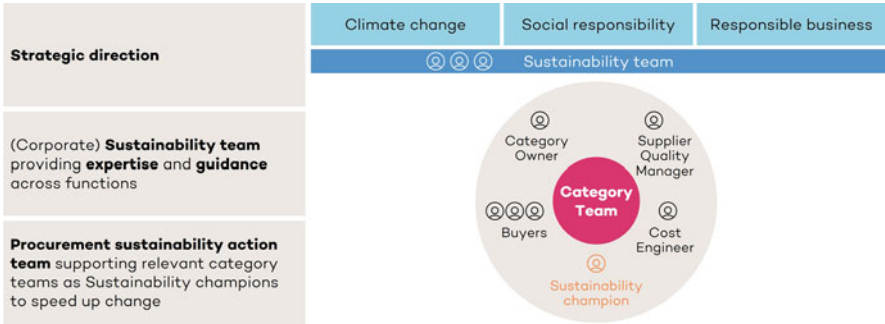 Climate change
Social responsibility
Responsible business
Strategic direction
Sustainability team
(Corporate) Sustainability team
providing expertise and guidance
across functions
Category
Owner
Supplier
Quality
Manager
Category
Team
Buyers
Cost
Engineer
Sustainability
champion
Procurement sustainability action
team supporting relevant category
teams as Sustainability champions
to speed up change